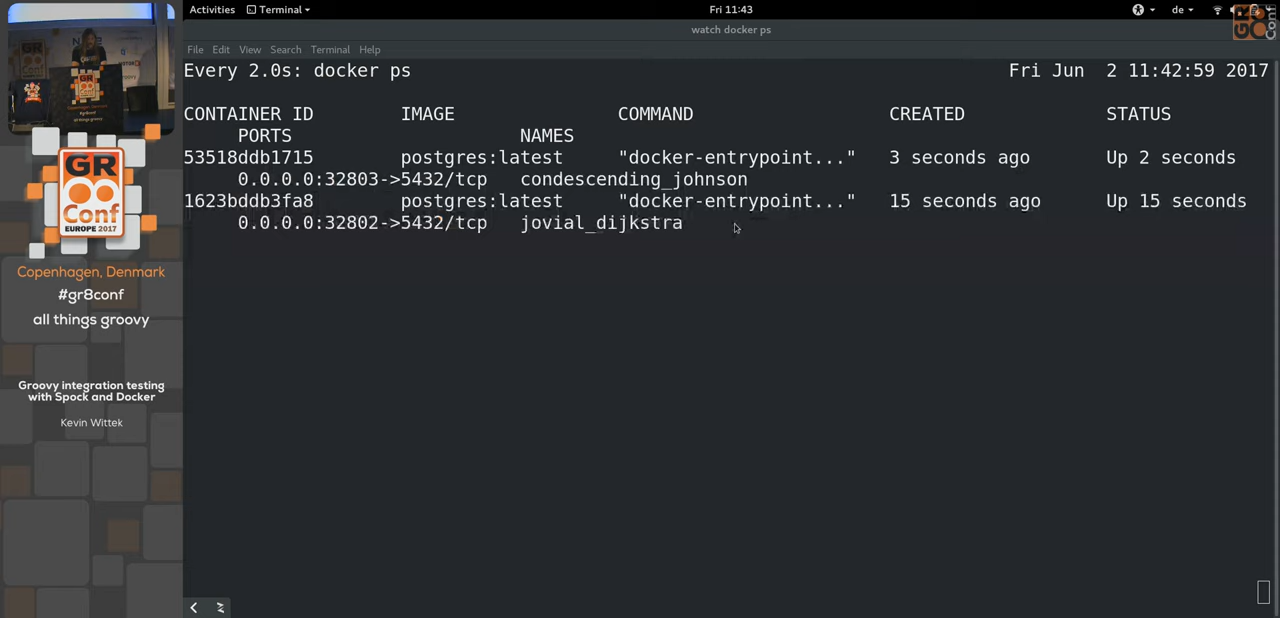 Activities Terminal Fri 11:43 de
watch docker ps
File Edit View Search Terminal Help
Every 2.0s: docker ps Fri Jun 2 11:42:59 2017
CONTAINER ID IMAGE COMMAND CREATED STATUS
PORTS NAMES
53518ddb1715 postgres:latest "docker-entrypoint..." 3 seconds ago Up 2 seconds
0.0.0.0:32803->5432/tcp condescending_johnson
1623bddb3fa8 postgres:latest "docker-entrypoint..." 15 seconds ago Up 15 seconds
0.0.0.0:32802->5432/tcp jovial_dijkstra
GR
Conf
EUROPE 2017
Copenhagen, Denmark
#gr8conf
all things groovy
Groovy integration testing
with Spock and Docker
Kevin Wittek